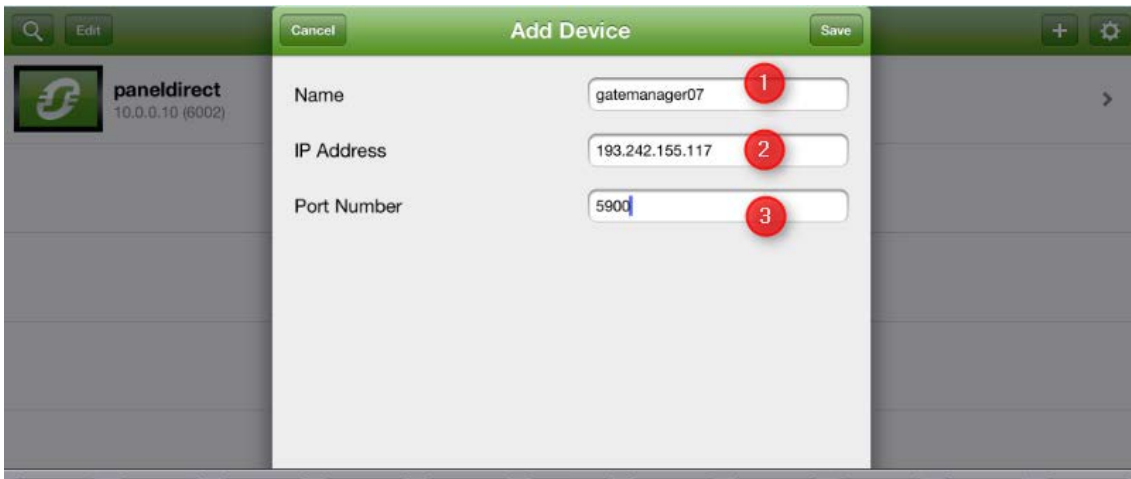 Edit
Cancel
Add Device
Save
+
paneldirect
10.0.0.10 (6002)
Name
gatemanager07
1
IP Address
193.242.155.117
2
Port Number
5900
3